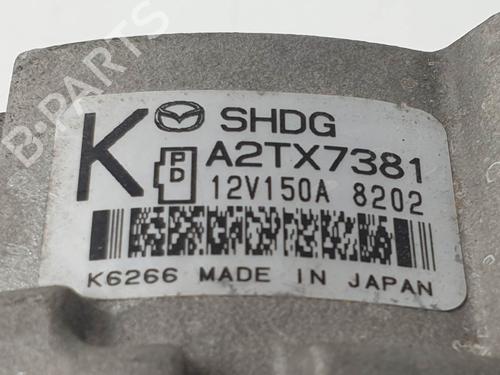 B-PARTS
K SHDG
PD A2TX7381
12V150A 8202
K6266 MADE IN JAPAN